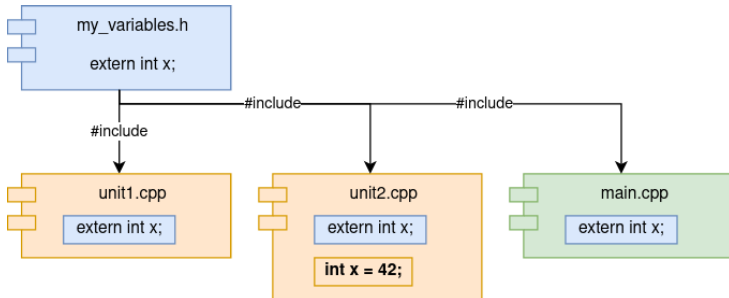 my_variables.h
extern int x;
#include
#include
#include
unit1.cpp
extern int x;
unit2.cpp
extern int x;
int x = 42;
main.cpp
extern int x;